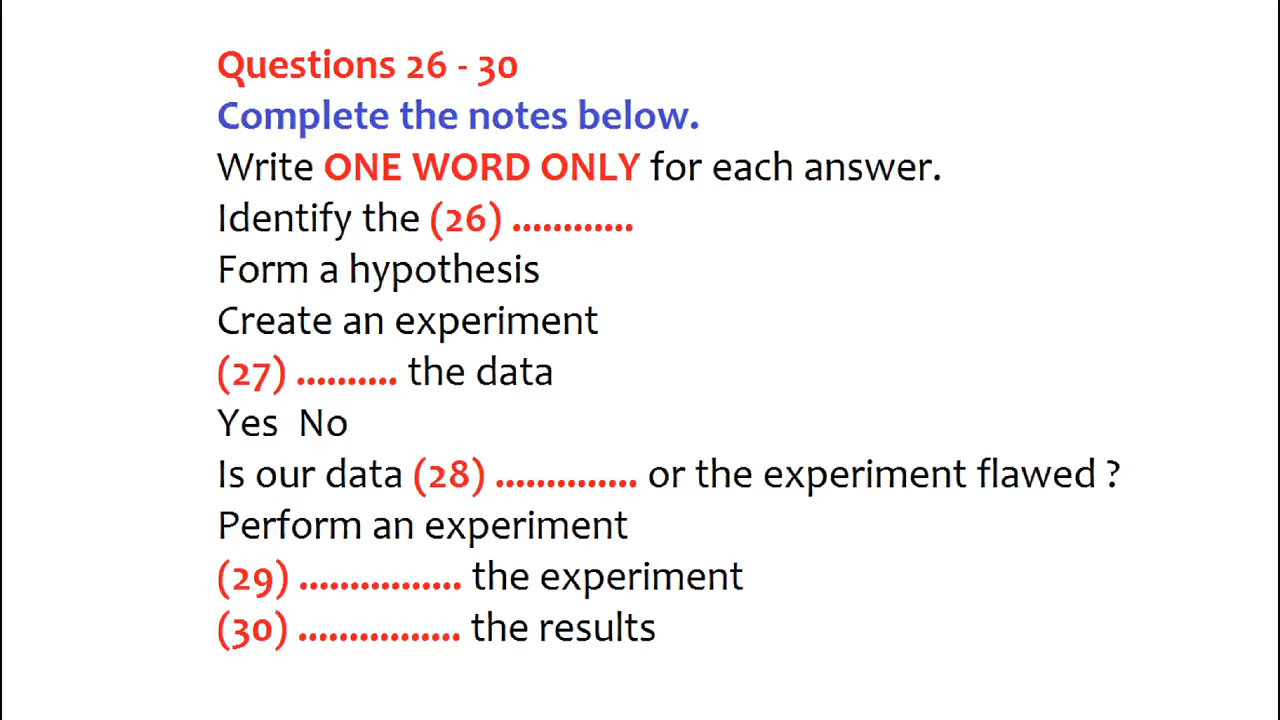 Questions 26 - 30
Complete the notes below.
Write ONE WORD ONLY for each answer.
Identify the (26) ............
Form a hypothesis
Create an experiment
(27) .......... the data
Yes  No
Is our data (28) .............. or the experiment flawed ?
Perform an experiment
(29) ................ the experiment
(30) ................ the results